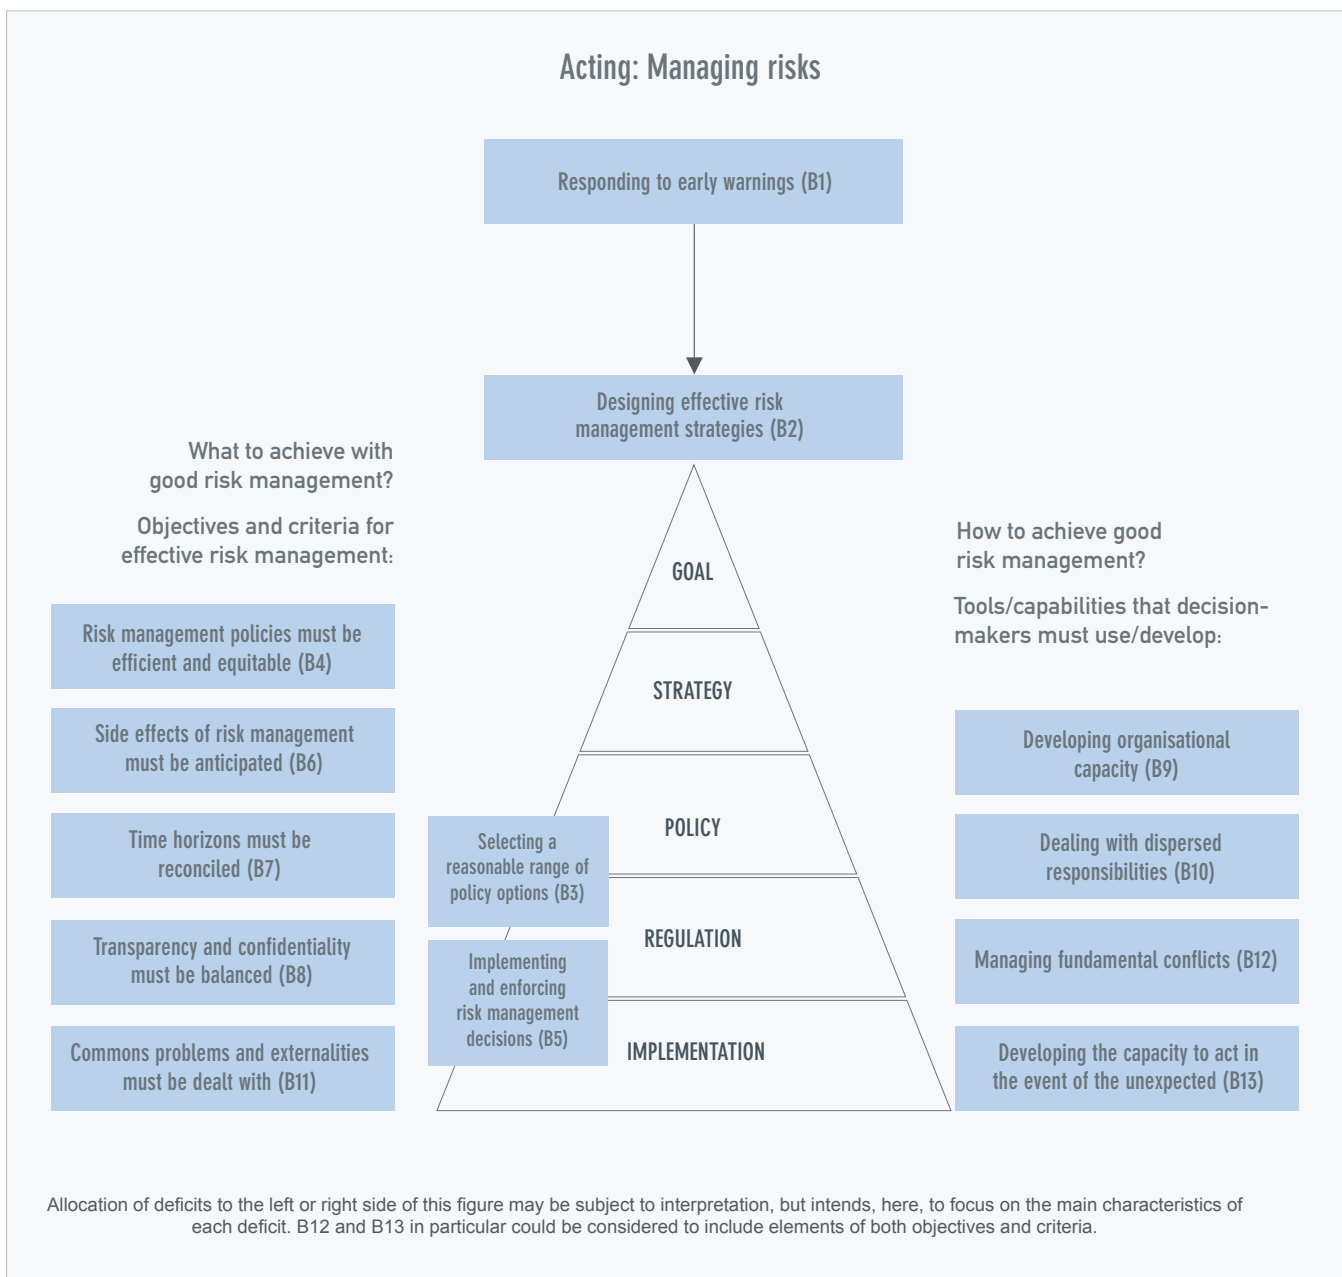 Acting: Managing risks
Responding to early warnings (B1)
Designing effective risk
management strategies (B2)
What to achieve with
good risk management?
Objectives and criteria for
effective risk management:
Risk management policies must be
efficient and equitable (B4)
Side effects of risk management
must be anticipated (B6)
Time horizons must be
reconciled (B7)
Transparency and confidentiality
must be balanced (B8)
Commons problems and externalities
must be dealt with (B11)
GOAL
STRATEGY
POLICY
Selecting a
reasonable range of
policy options (B3)
REGULATION
Implementing
and enforcing
risk management
decisions (B5)
IMPLEMENTATION
How to achieve good
risk management?
Tools/capabilities that decision-
makers must use/develop:
Developing organisational
capacity (B9)
Dealing with dispersed
responsibilities (B10)
Managing fundamental conflicts (B12)
Developing the capacity to act in
the event of the unexpected (B13)
Allocation of deficits to the left or right side of this figure may be subject to interpretation, but intends, here, to focus on the main characteristics of
each deficit. B12 and B13 in particular could be considered to include elements of both objectives and criteria.